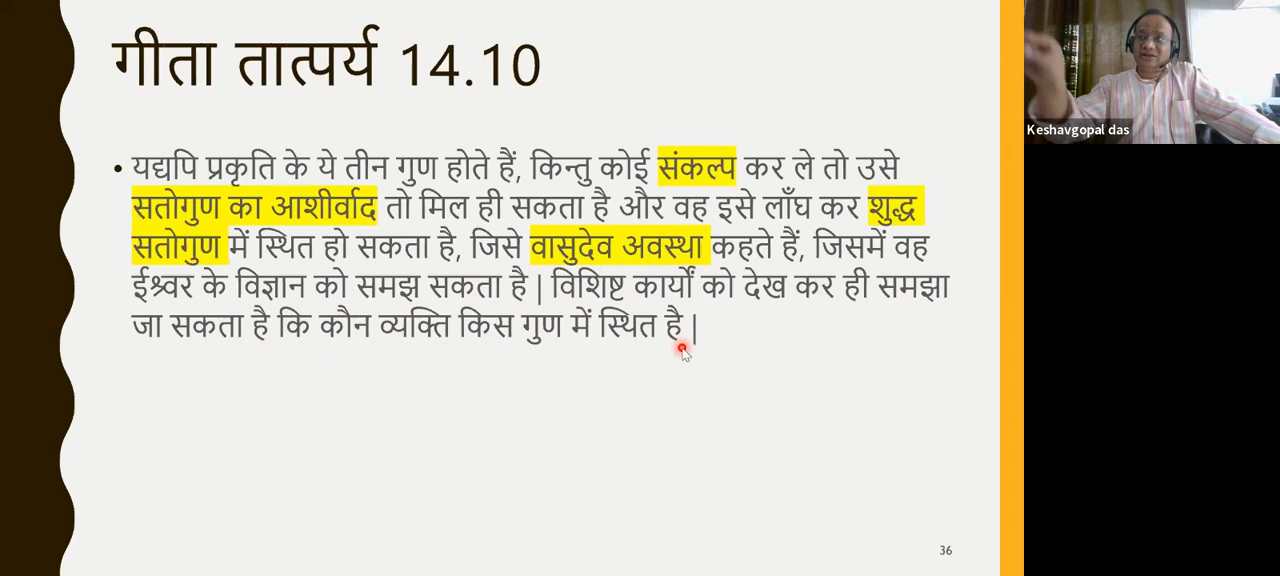 गीता तात्पर्य 14.10
• यद्यपि प्रकृति के ये तीन गुण होते हैं, किन्तु कोई संकल्प कर ले तो उसे
सतोगुण का आशीर्वाद तो मिल ही सकता है और वह इसे लाँघ कर शुद्ध
सतोगुण में स्थित हो सकता है, जिसे वासुदेव अवस्था कहते हैं, जिसमें वह
ईश्वर के विज्ञान को समझ सकता है | विशिष्ट कार्यों को देख कर ही समझा
जा सकता है कि कौन व्यक्ति किस गुण में स्थित है |
36
Keshavgopal das